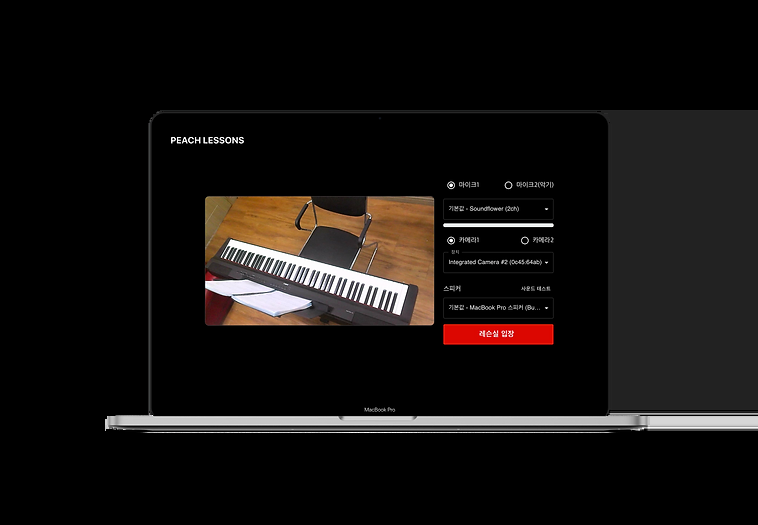 PEACH LESSONS
마이크1 마이크2(악기)
기본값 - Soundflower (2ch)
카메라1 카메라2
장치
Integrated Camera #2 (0c45:64ab)
스피커 사운드 테스트
기본값 - MacBook Pro 스피커 (Bu...
레슨실 입장
MacBook Pro